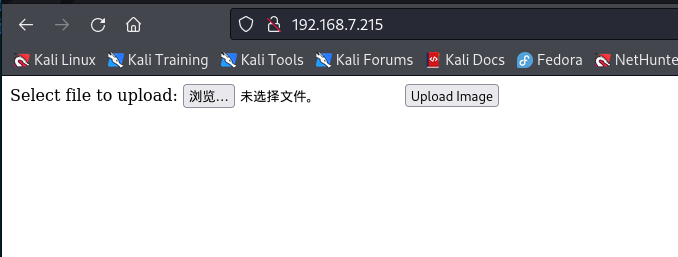 192.168.7.215
Kali Linux Kali Training Kali Tools Kali Forums Kali Docs Fedora NetHunte
Select file to upload: 浏览... 未选择文件。 Upload Image